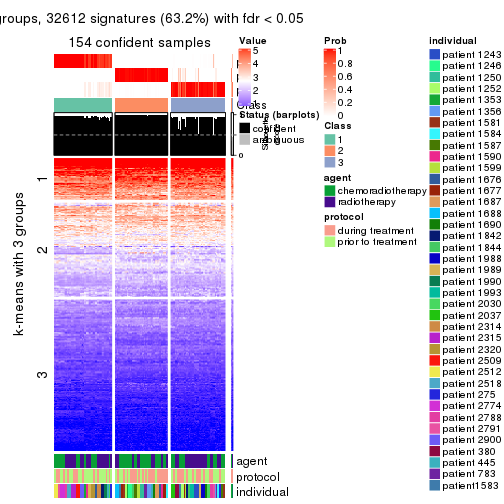 groups, 32612 signatures (63.2%) with fdr < 0.05
154 confident samples
k-means with 3 groups
1
2
3
agent
protocol
individual
Value
5
4
3
2
1
0
Status (barplots)
confident
ambiguous
0
Prob
1
0.8
0.6
0.4
0.2
0
Class
1
2
3
agent
chemoradiotherapy
radiotherapy
protocol
during treatment
prior to treatment
individual
patient 1243
patient 1246
patient 1250
patient 1252
patient 1353
patient 1356
patient 1581
patient 1584
patient 1587
patient 1590
patient 1599
patient 1676
patient 1677
patient 1687
patient 1688
patient 1690
patient 1842
patient 1844
patient 1988
patient 1989
patient 1990
patient 1993
patient 2030
patient 2037
patient 2314
patient 2315
patient 2320
patient 2509
patient 2512
patient 2518
patient 275
patient 2774
patient 2788
patient 2791
patient 2900
patient 380
patient 445
patient 783
patient1583